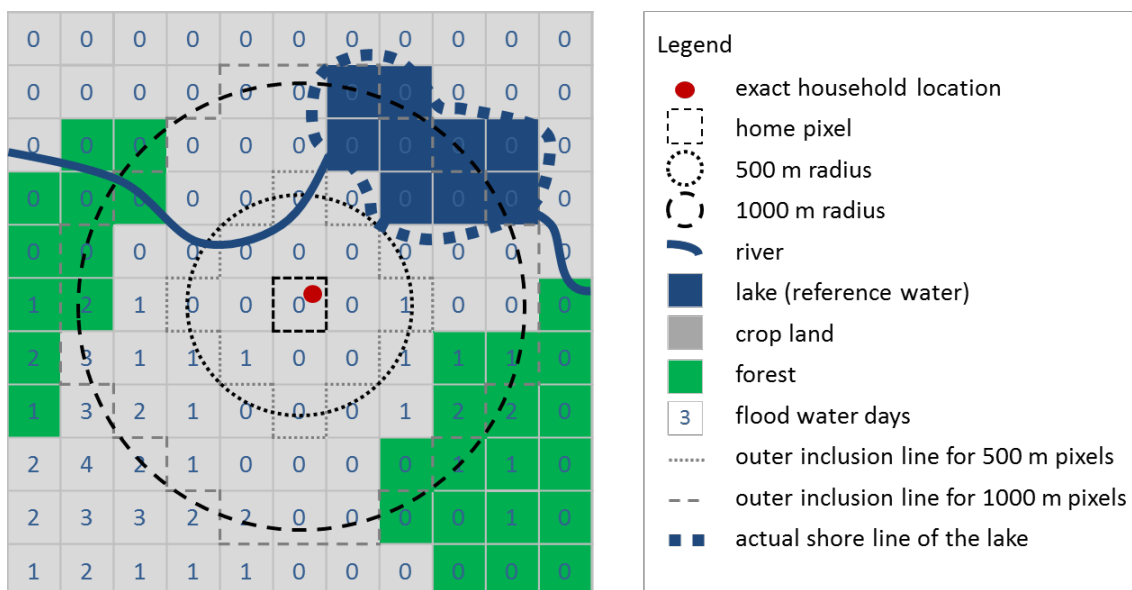 0 0 0 0 0 0 0 0 0 0 0
0 0 0 0 0 0 0 0 0 0 0
0 0 0 0 0 0 0 0 0 0 0
0 0 0 0 0 0 0 0 0 0 0
0 0 0 0 0 0 0 0 0 0 0
1 2 1 0 0 0 0 1 0 0 0
2 3 1 1 1 0 0 1 1 1 0
1 3 2 1 0 0 0 1 2 2 0
2 4 2 1 0 0 0 0 1 1 0
2 3 3 2 2 0 0 0 0 1 0
1 2 1 1 1 0 0 0 0 0 0
Legend
exact household location
home pixel
500 m radius
1000 m radius
river
lake (reference water)
crop land
forest
3 flood water days
outer inclusion line for 500 m pixels
outer inclusion line for 1000 m pixels
actual shore line of the lake